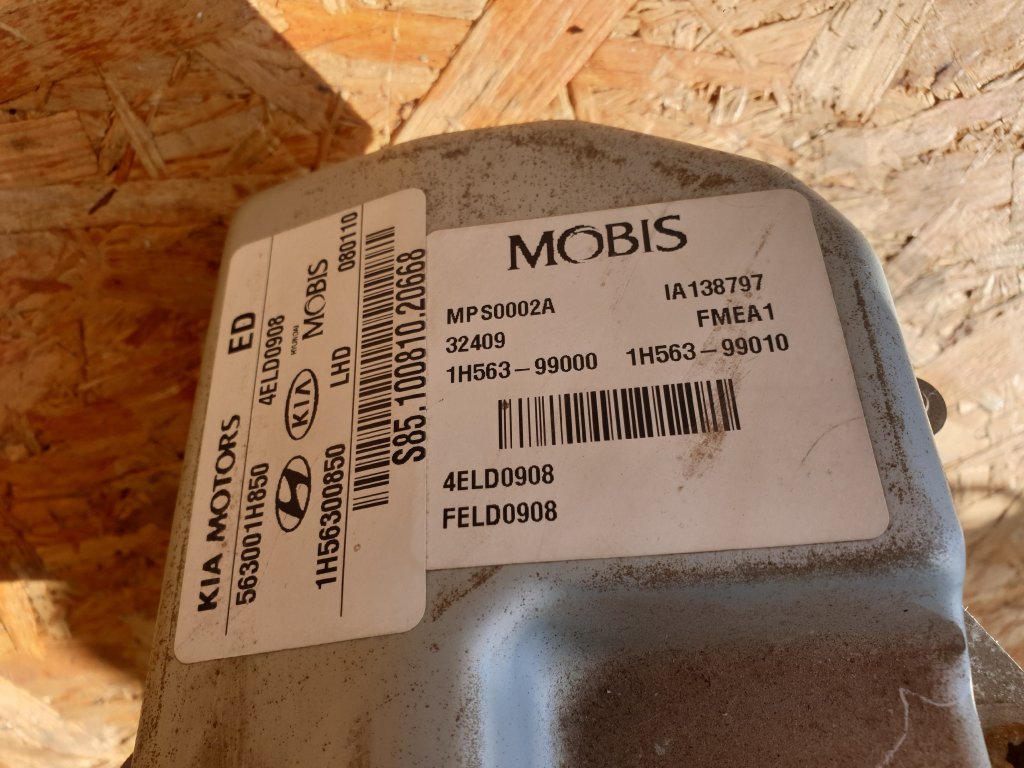 KIA MOTORS ED
563001H850 4ELD0908
KIA HYUNDAI MOBIS
1H56300850 LHD 080110
S85,100810.20668
MOBIS
MPS0002A IA138797
32409 FMEA1
1H563-99000 1H563-99010
4ELD0908
FELD0908